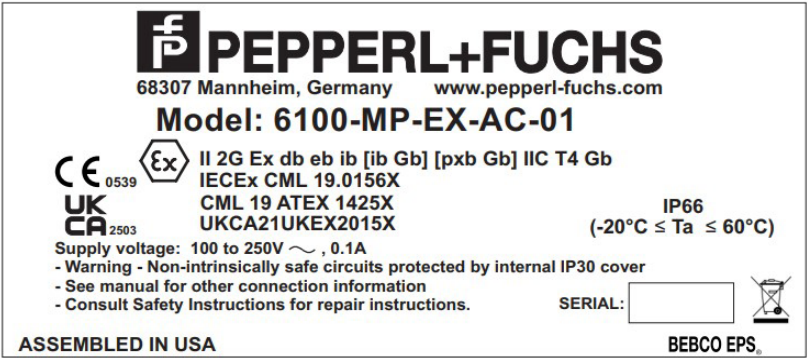 PEPPERL+FUCHS
68307 Mannheim, Germany www.pepperl-fuchs.com
Model: 6100-MP-EX-AC-01
II 2G Ex db eb ib [ib Gb] [pxb Gb] IIC T4 Gb
CE 0539
Ex
IECEx CML 19.0156X
CML 19 ATEX 1425X
UK
CA 2503
UKCA21UKEX2015X
IP66
(-20°C ≤ Ta ≤ 60°C)
Supply voltage: 100 to 250V ～ , 0.1A
- Warning - Non-intrinsically safe circuits protected by internal IP30 cover
- See manual for other connection information
- Consult Safety Instructions for repair instructions.
SERIAL:
ASSEMBLED IN USA
BEBCO EPS®